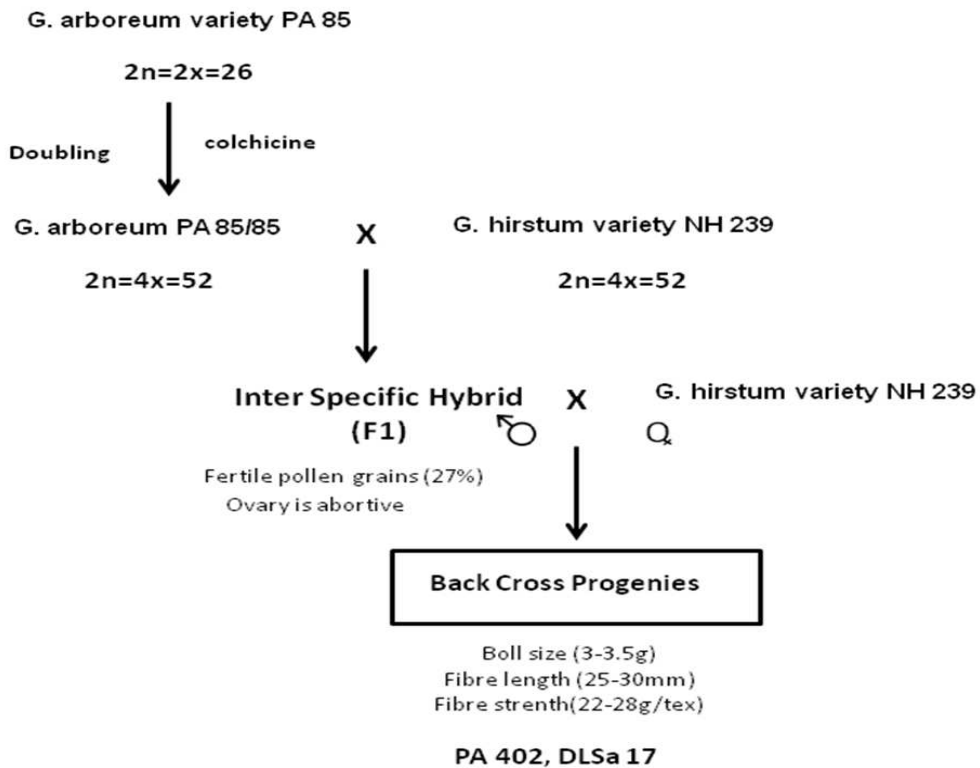 G. arboreum variety PA 85
2n=2x=26
Doubling colchicine
G. arboreum PA 85/85 X G. hirstum variety NH 239
2n=4x=52 2n=4x=52
Inter Specific Hybrid X G. hirstum variety NH 239
(F1)
Fertile pollen grains (27%)
Ovary is abortive
Back Cross Progenies
Boll size (3-3.5g)
Fibre length (25-30mm)
Fibre strenth(22-28g/tex)
PA 402, DLSa 17